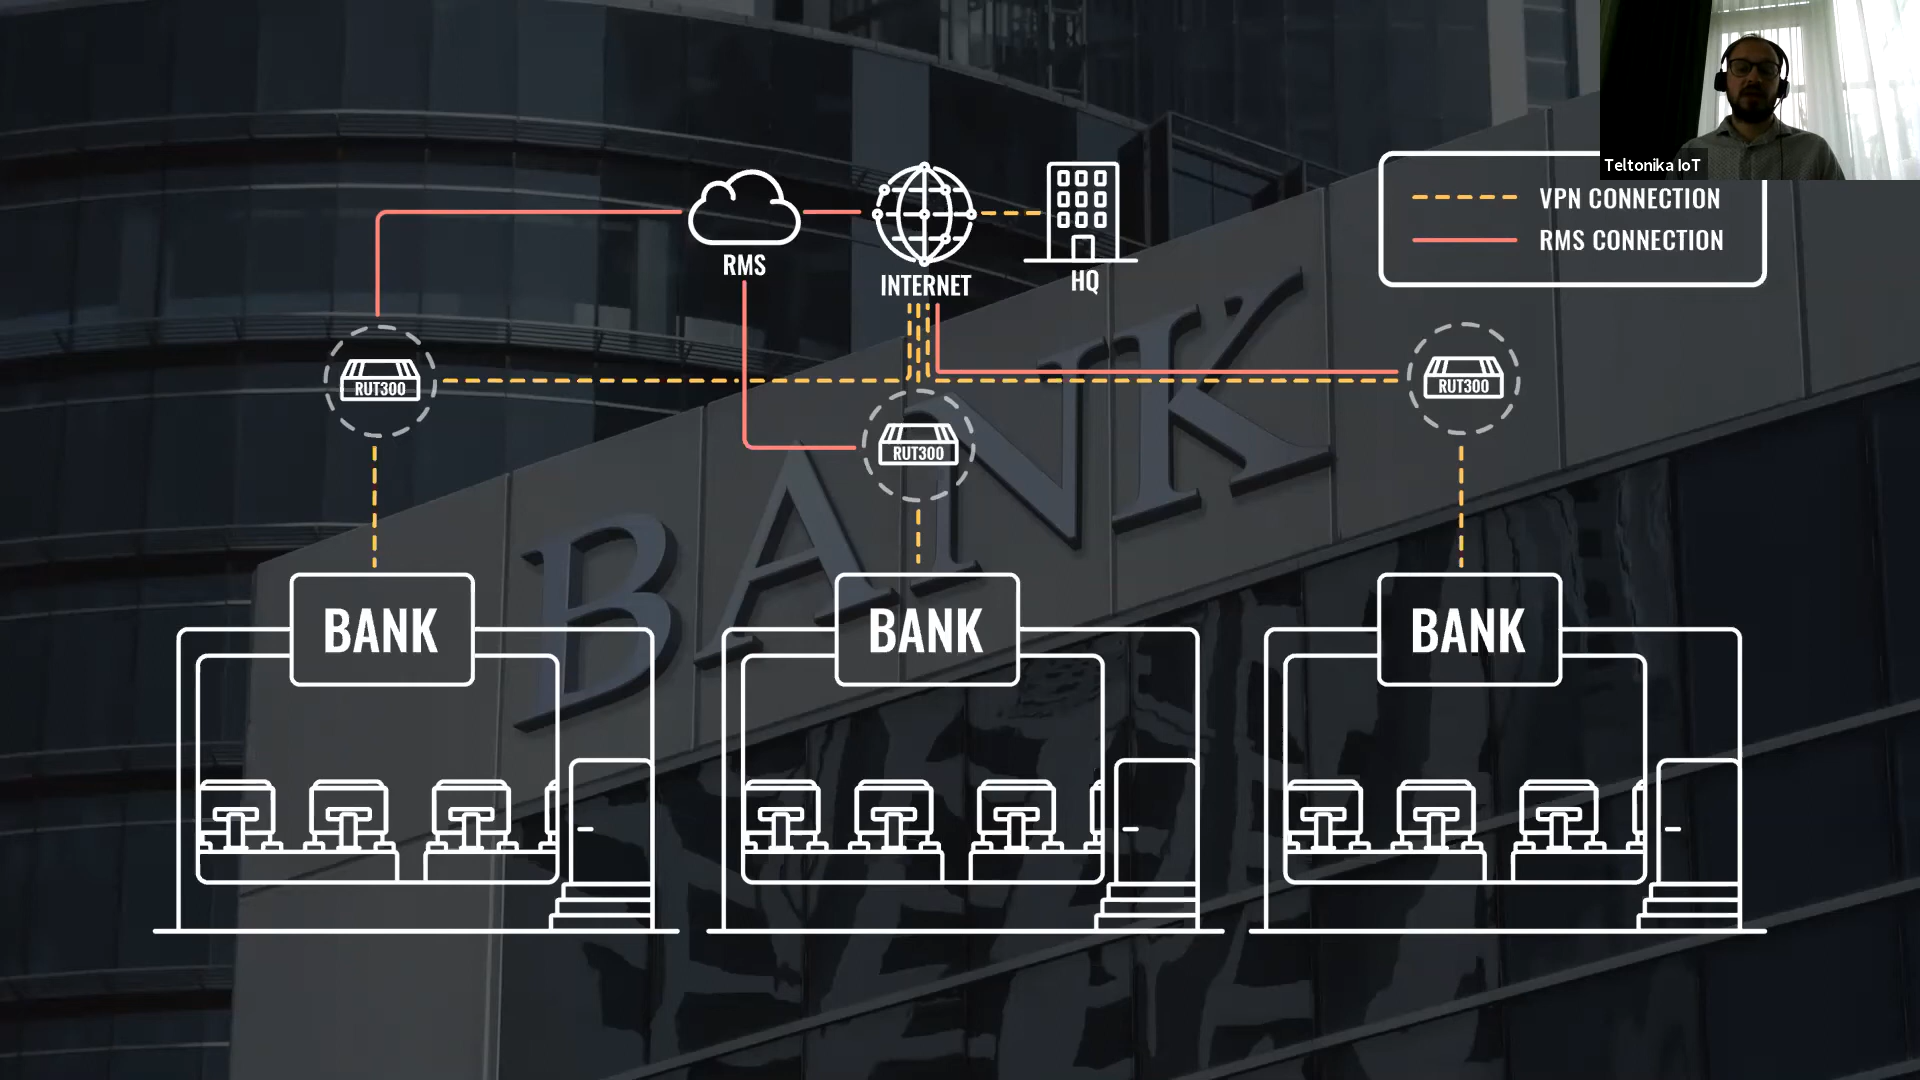 Teltonika IoT
VPN CONNECTION
RMS CONNECTION
RMS
INTERNET
HQ
RUT300
RUT300
RUT300
BANK
BANK
BANK
BANK